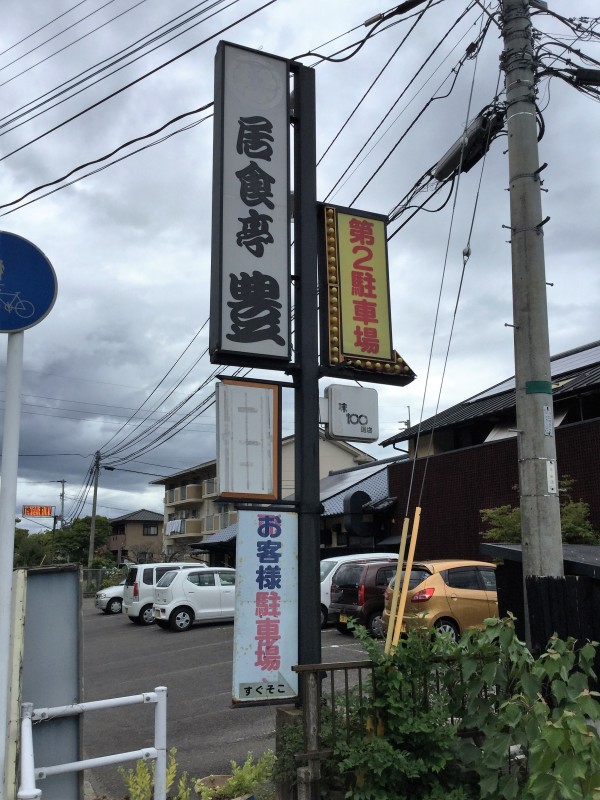 居食亭 豊
第2駐車場
味100
選店
お客様駐車場
すぐそこ